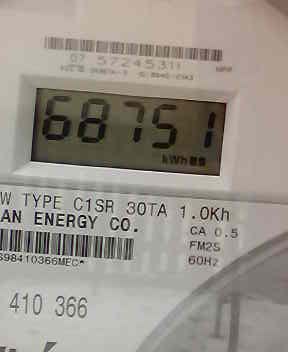 07 57245311
68751
kWh
W TYPE C1SR 30TA 1.0Kh
AN ENERGY CO.
CA 0.5
FM2S
60Hz
S98410366MEC*
410 366